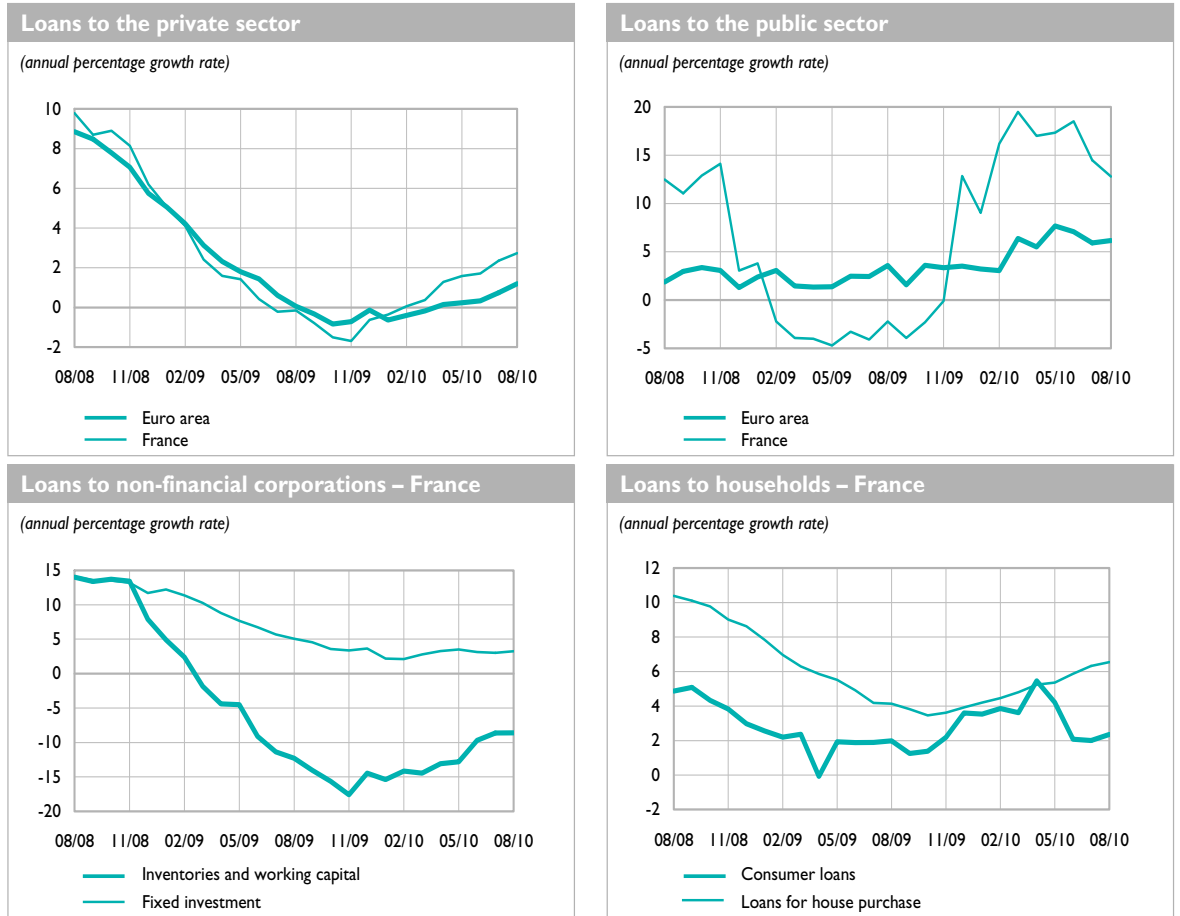 Loans to the private sector
(annual percentage growth rate)
10
8
6
4
2
0
-2
08/08 11/08 02/09 05/09 08/09 11/09 02/10 05/10 08/10
Euro area
France
Loans to the public sector
(annual percentage growth rate)
20
15
10
5
0
-5
08/08 11/08 02/09 05/09 08/09 11/09 02/10 05/10 08/10
Euro area
France
Loans to non-financial corporations – France
(annual percentage growth rate)
15
10
5
0
-5
-10
-15
-20
08/08 11/08 02/09 05/09 08/09 11/09 02/10 05/10 08/10
Inventories and working capital
Fixed investment
Loans to households – France
(annual percentage growth rate)
12
10
8
6
4
2
0
-2
08/08 11/08 02/09 05/09 08/09 11/09 02/10 05/10 08/10
Consumer loans
Loans for house purchase